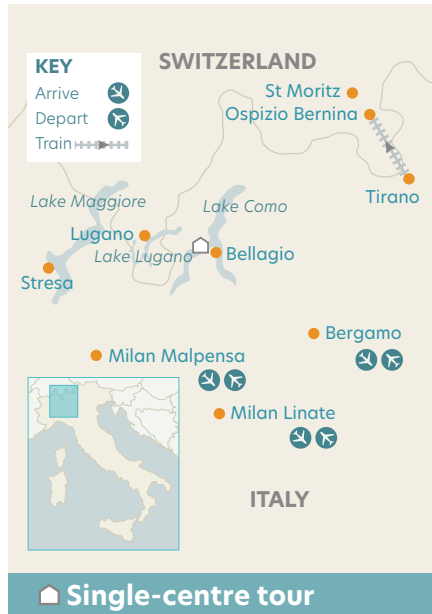 KEY
Arrive
Depart
Train
SWITZERLAND
St Moritz
Ospizio Bernina
Tirano
Lake Maggiore
Lake Como
Lugano
Lake Lugano
Bellagio
Stresa
Bergamo
Milan Malpensa
Milan Linate
ITALY
Single-centre tour